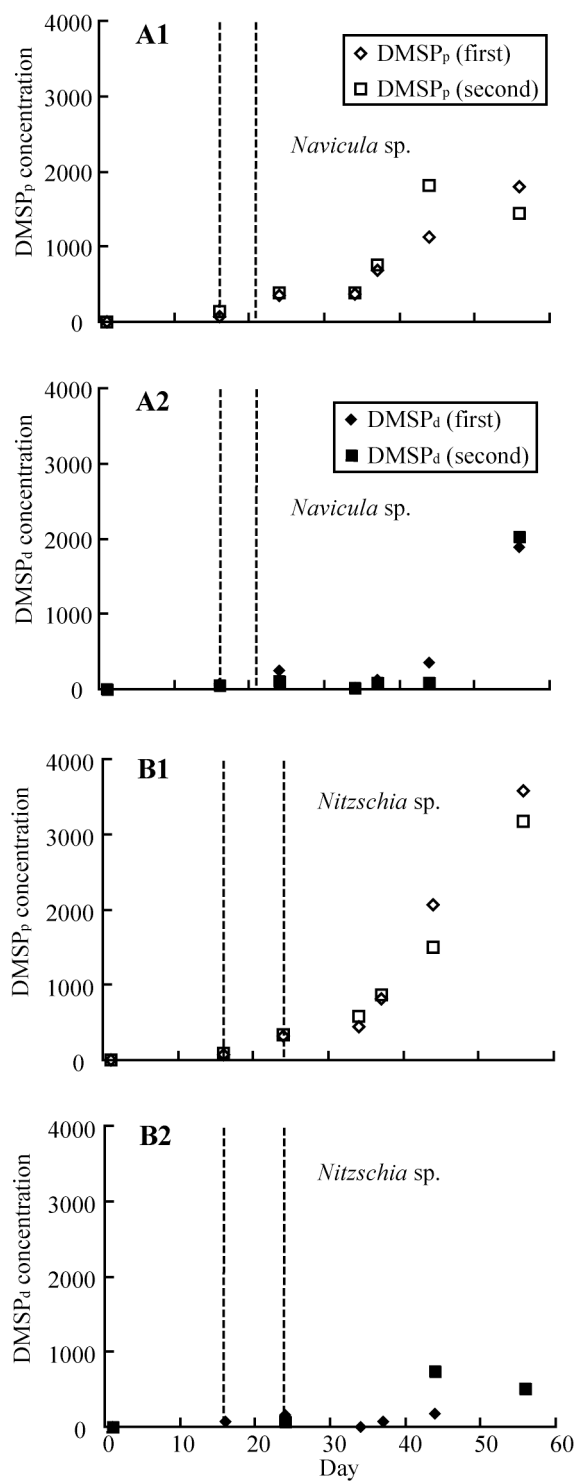 A1
DMSPp (first)
DMSPp (second)
Navicula sp.
DMSPp concentration
4000
3000
2000
1000
0
A2
DMSPd (first)
DMSPd (second)
Navicula sp.
DMSPd concentration
4000
3000
2000
1000
0
B1
Nitzschia sp.
DMSPp concentration
4000
3000
2000
1000
0
B2
Nitzschia sp.
DMSPd concentration
4000
3000
2000
1000
0
0 10 20 30 40 50 60
Day